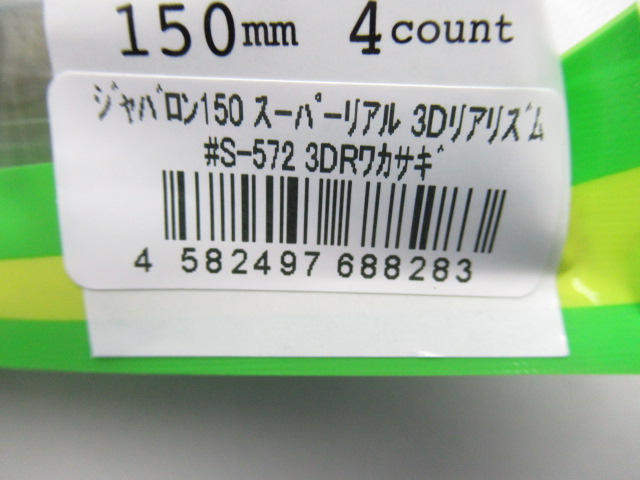 150mm 4count
ｼﾞｬﾊﾞﾛﾝ150 ｽｰﾊﾟｰﾘｱﾙ 3Dﾘｱﾘｽﾞﾑ
#S-572 3DRﾜｶｻｷﾞ
4 582497 688283